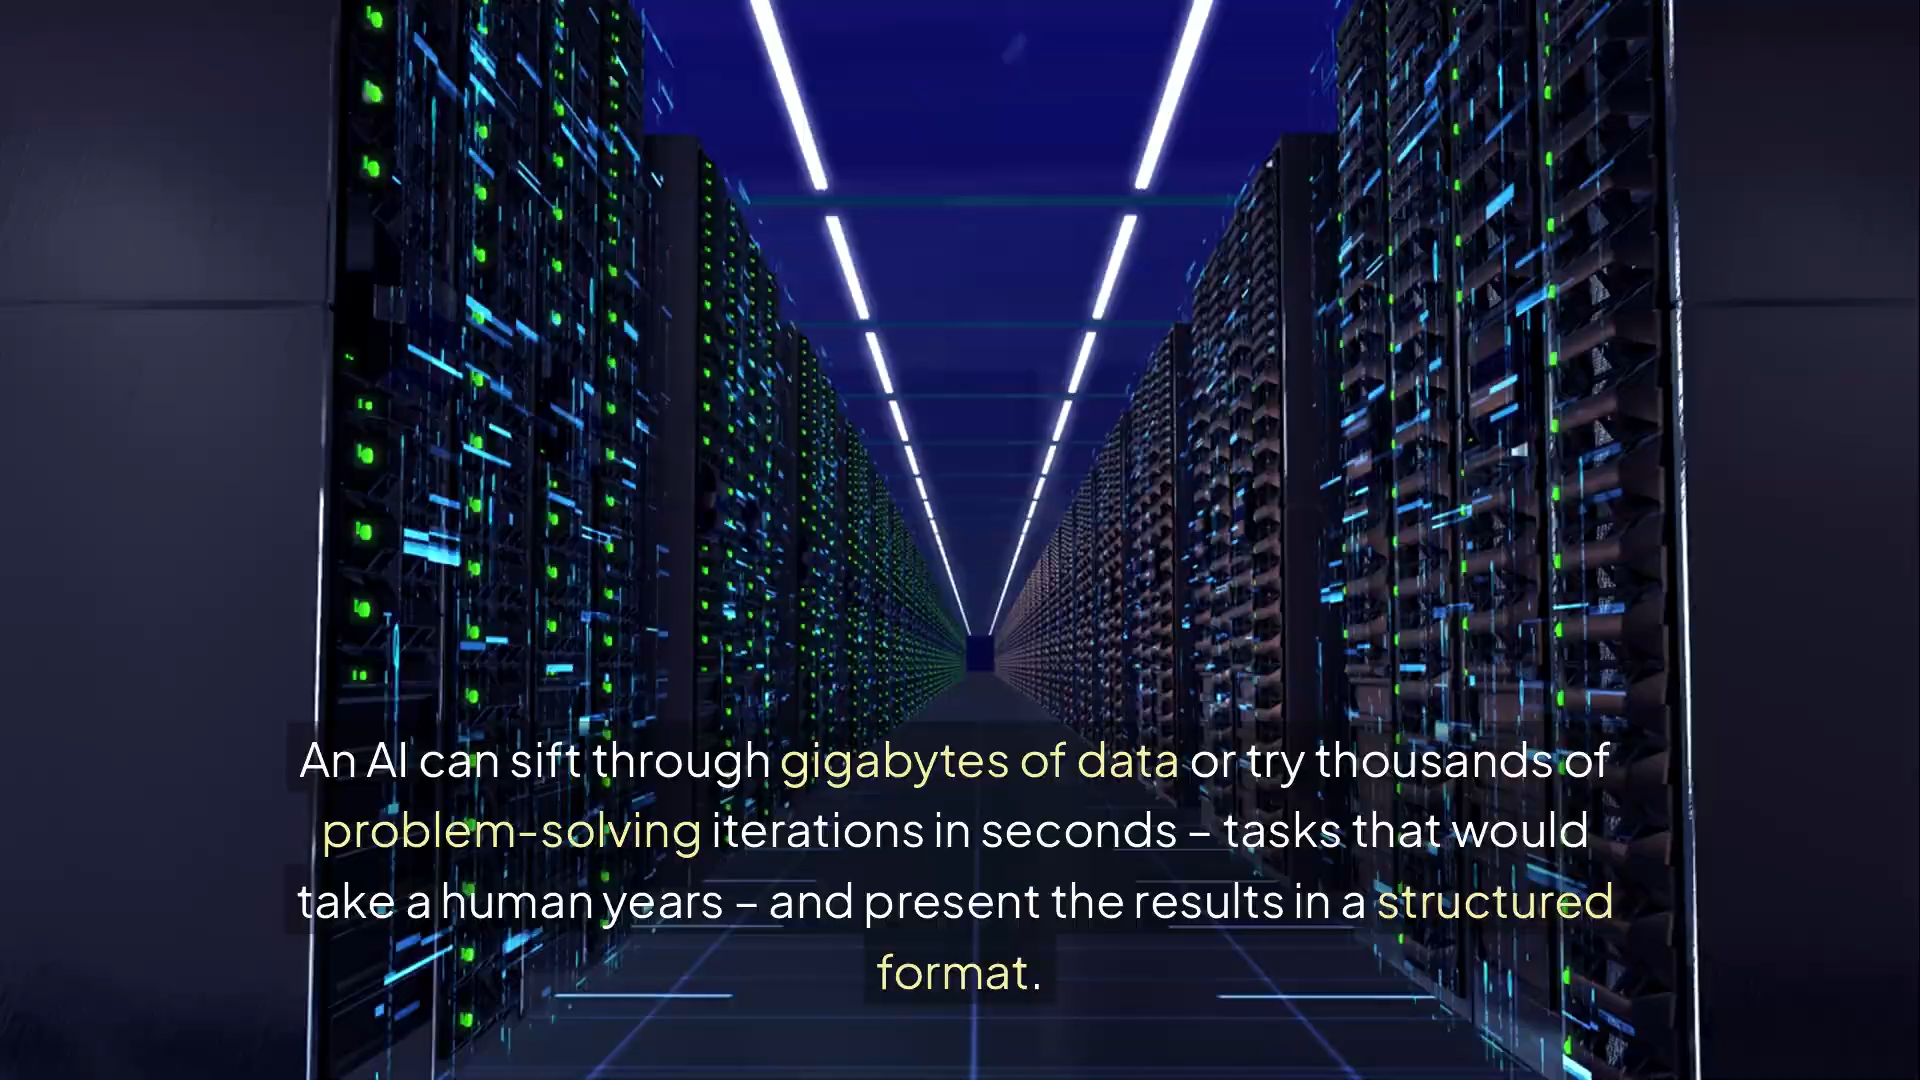 An AI can sift through gigabytes of data or try thousands of
problem-solving iterations in seconds – tasks that would
take a human years – and present the results in a structured
format.